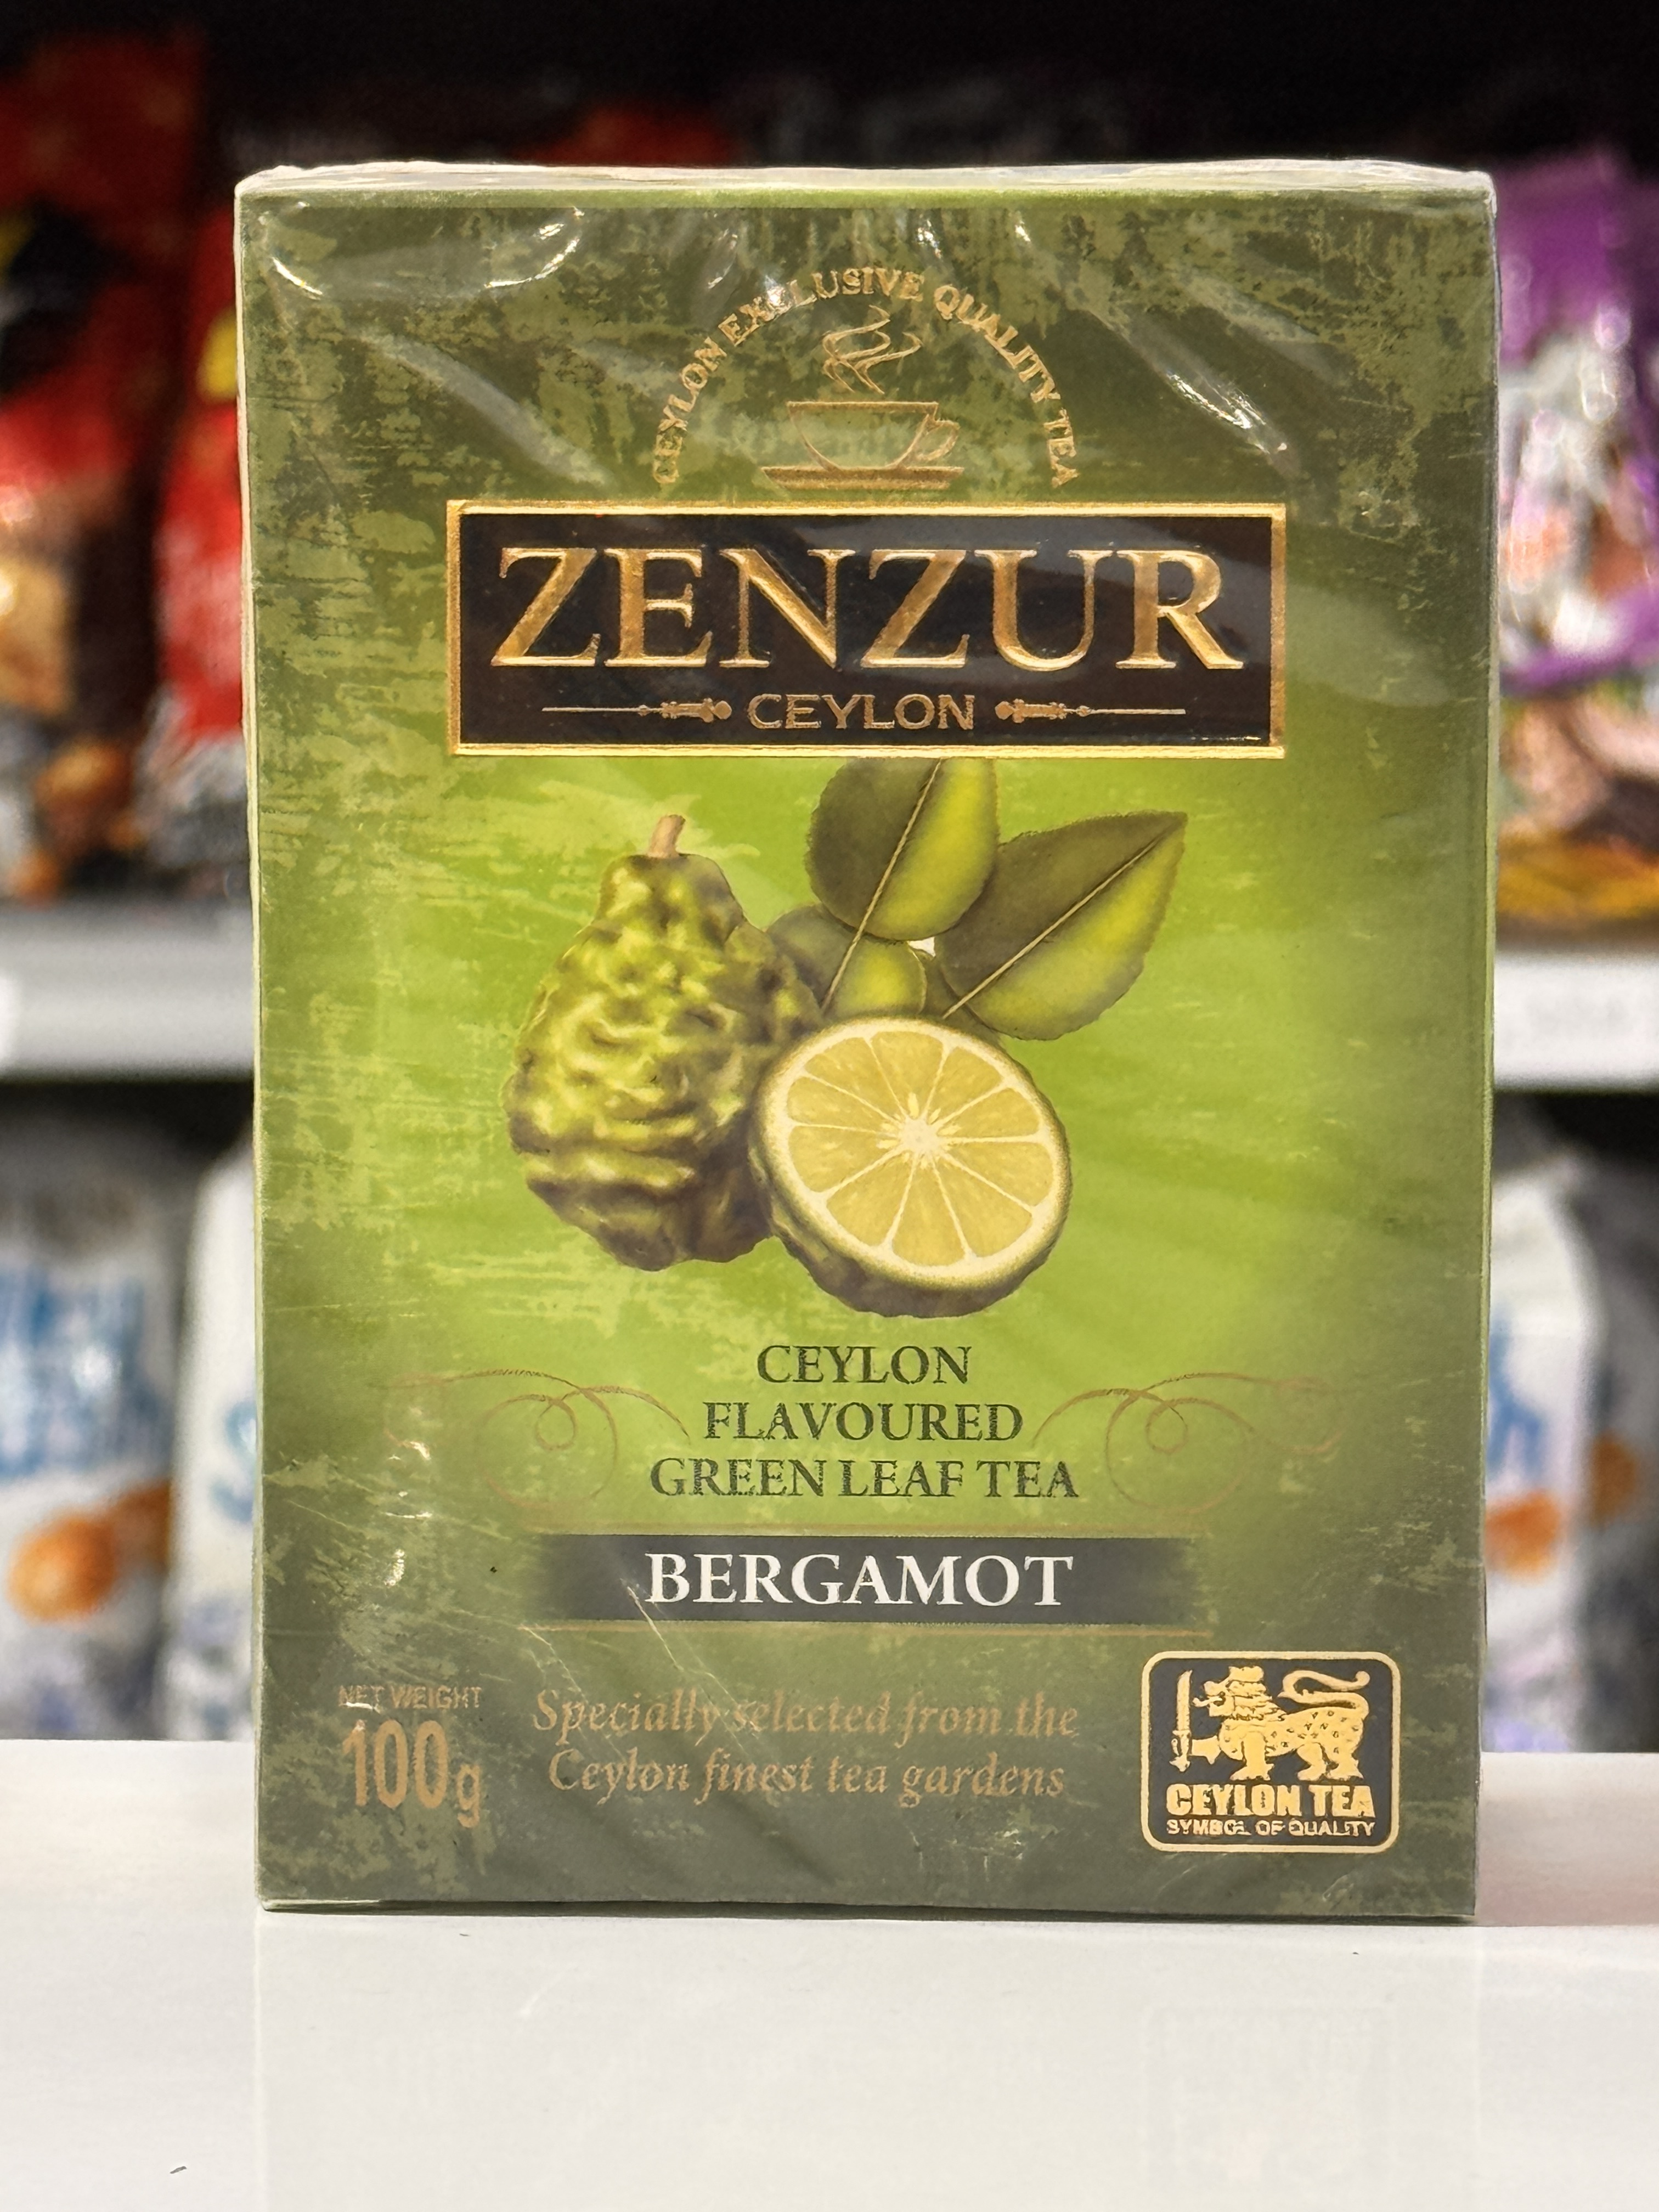 CEYLON EXCLUSIVE QUALITY TEA
ZENZUR
CEYLON
CEYLON
FLAVOURED
GREEN LEAF TEA
BERGAMOT
NET WEIGHT
100g
Specially selected from the
Ceylon finest tea gardens
CEYLON TEA
SYMBOL OF QUALITY